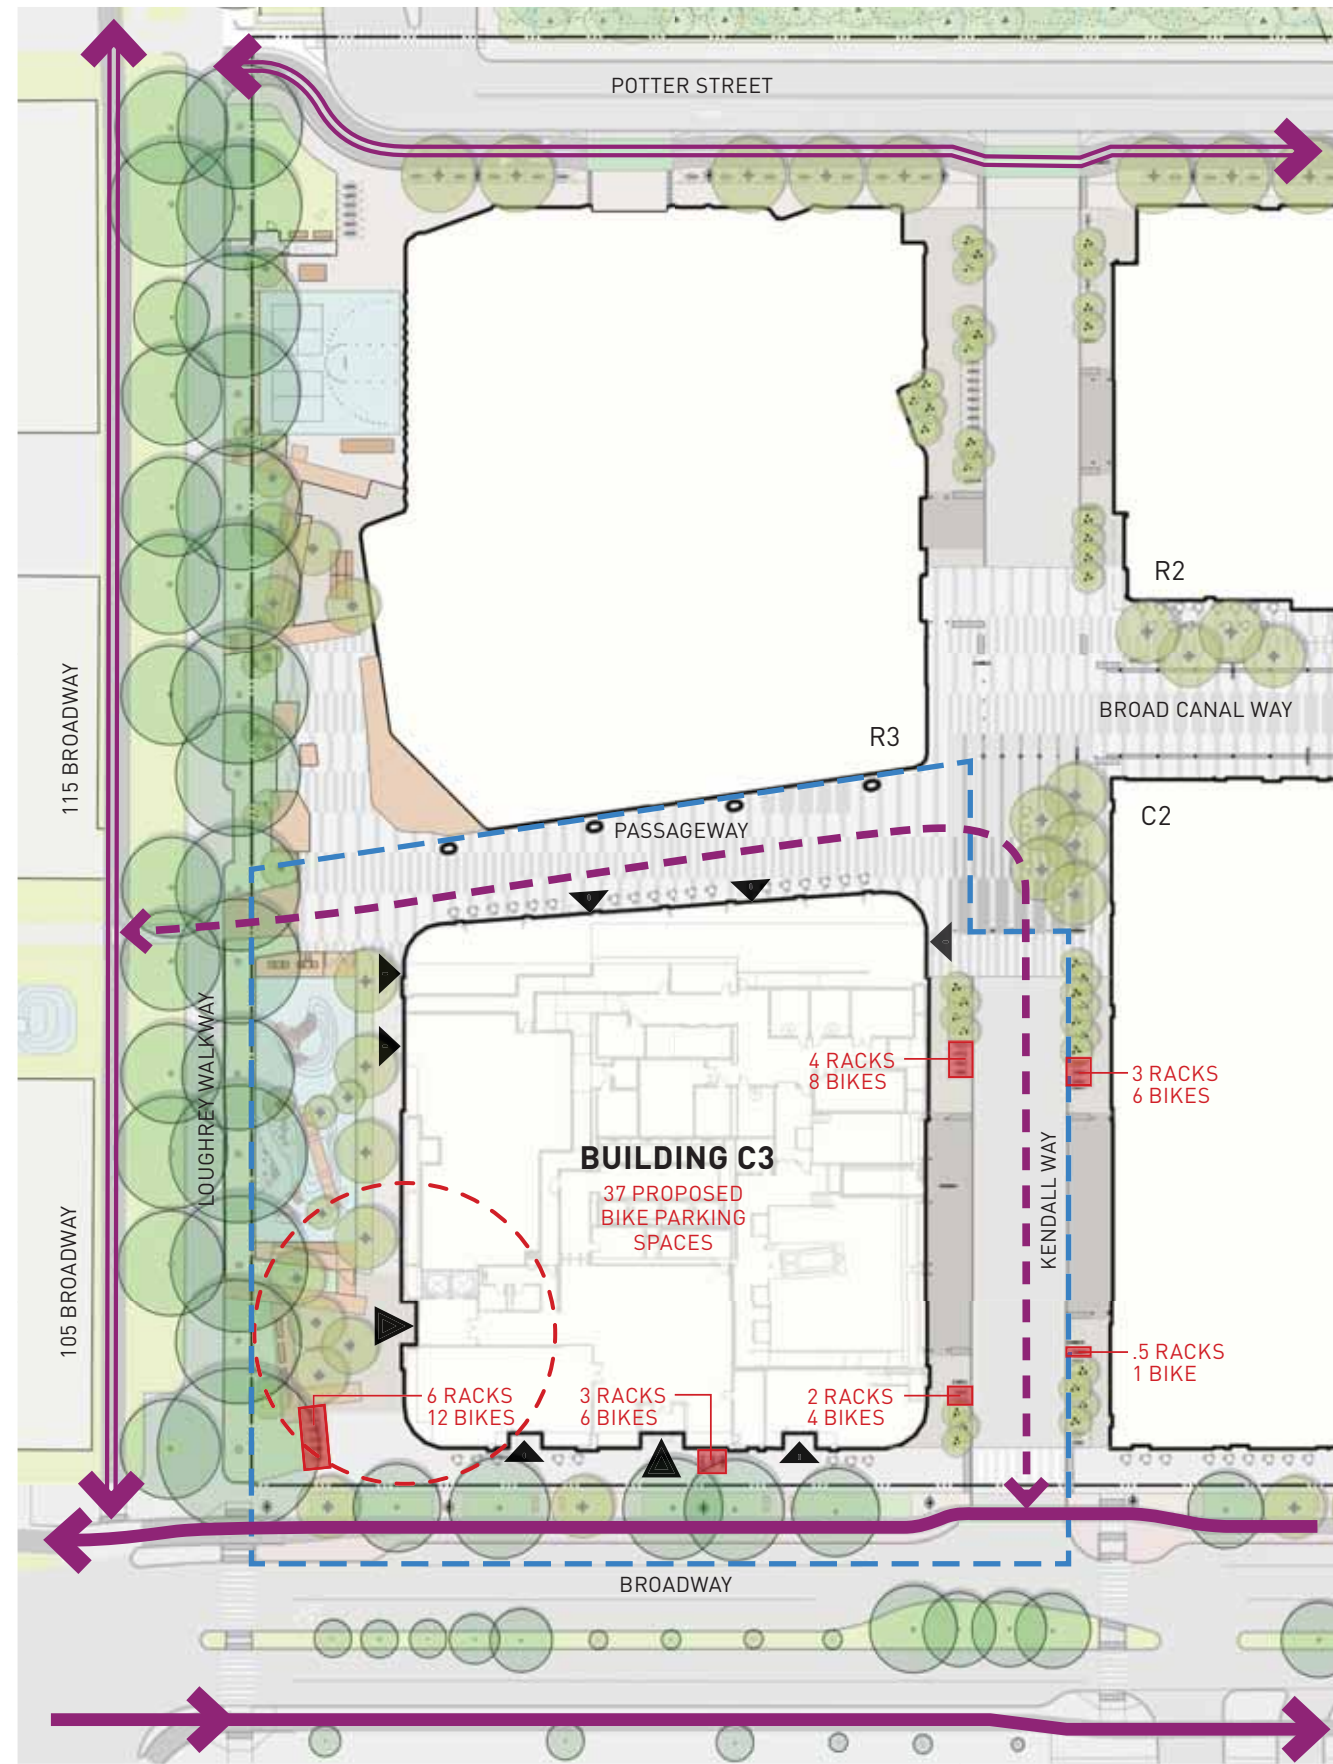 POTTER STREET
R2
115 BROADWAY
BROAD CANAL WAY
R3
C2
PASSAGEWAY
LOUGHREY WALKWAY
4 RACKS
8 BIKES
3 RACKS
6 BIKES
BUILDING C3
37 PROPOSED
BIKE PARKING
SPACES
KENDALL WAY
105 BROADWAY
.5 RACKS
1 BIKE
6 RACKS
12 BIKES
3 RACKS
6 BIKES
2 RACKS
4 BIKES
BROADWAY